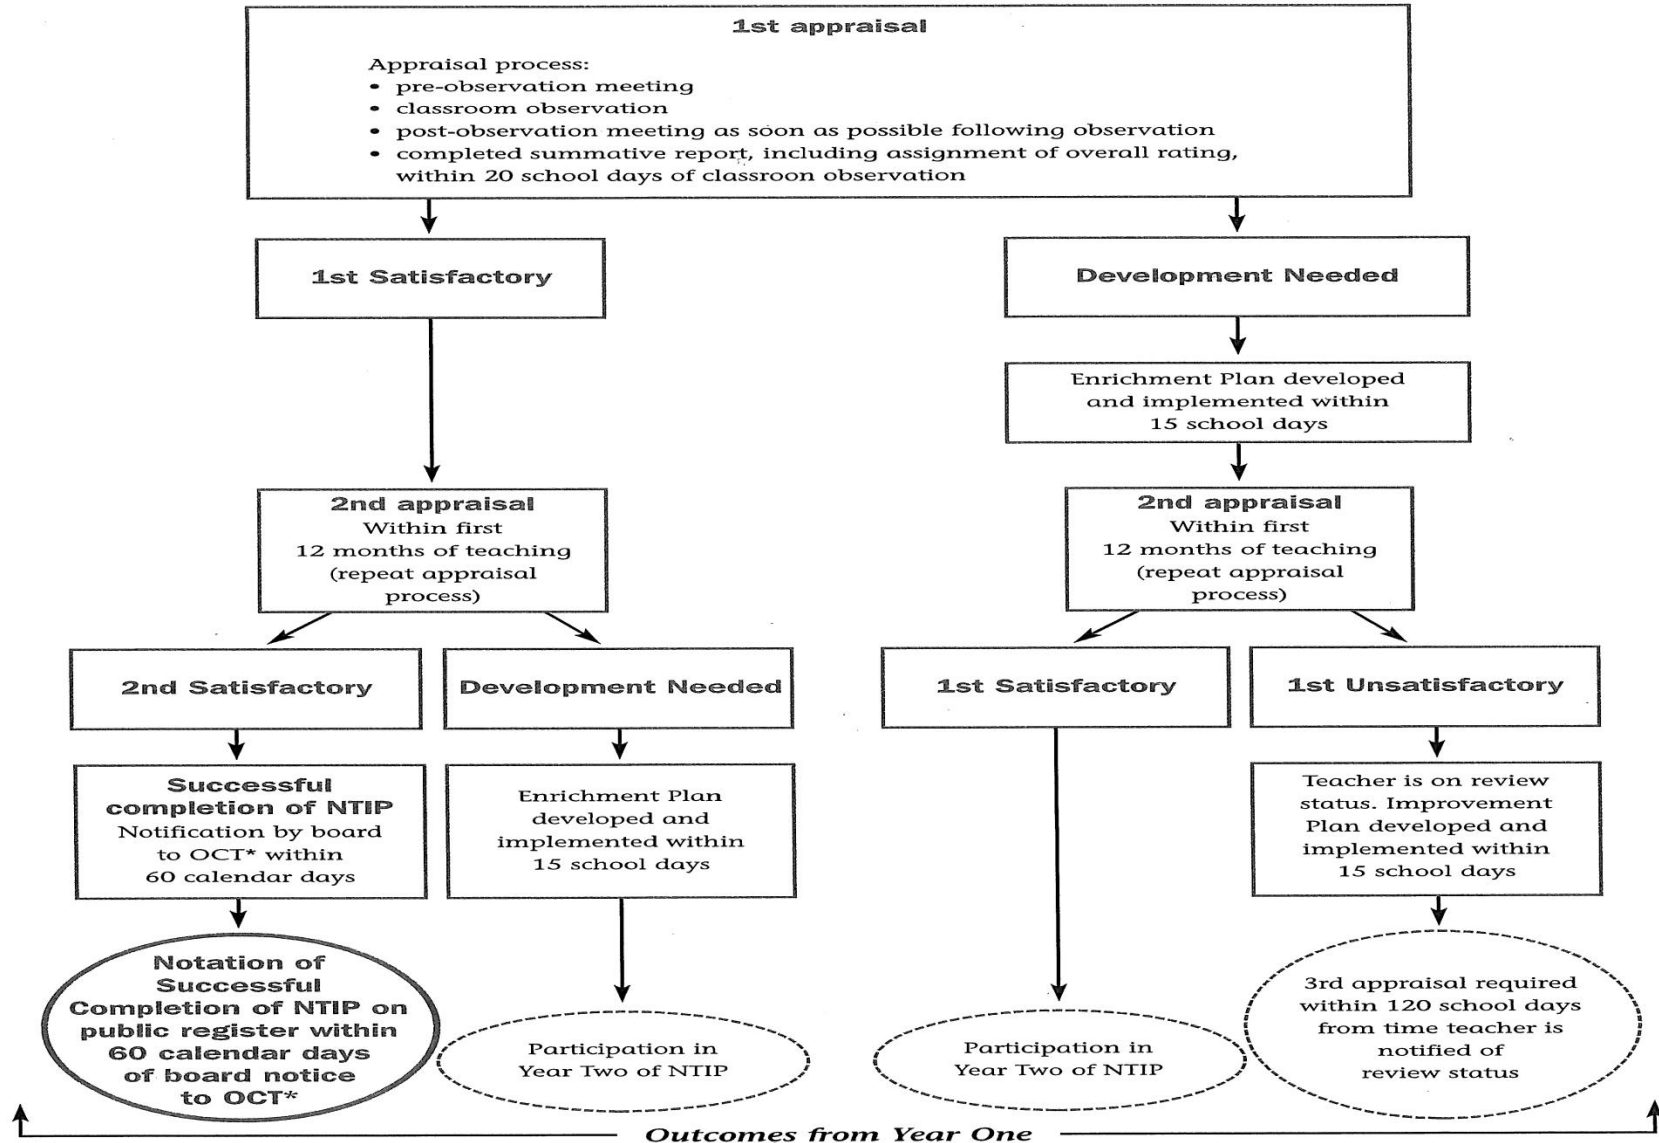 1st appraisal
Appraisal process:
• pre-observation meeting
• classroom observation
• post-observation meeting as soon as possible following observation
• completed summative report, including assignment of overall rating,
within 20 school days of classroon observation
1st Satisfactory
Development Needed
Enrichment Plan developed
and implemented within
15 school days
2nd appraisal
Within first
12 months of teaching
(repeat appraisal
process)
2nd appraisal
Within first
12 months of teaching
(repeat appraisal
process)
2nd Satisfactory
Development Needed
1st Satisfactory
1st Unsatisfactory
Successful
completion of NTIP
Notification by board
to OCT* within
60 calendar days
Enrichment Plan
developed and
implemented within
15 school days
Teacher is on review
status. Improvement
Plan developed and
implemented within
15 school days
Notation of
Successful
Completion of NTIP on
public register within
60 calendar days
of board notice
to OCT*
Participation in
Year Two of NTIP
Participation in
Year Two of NTIP
3rd appraisal required
within 120 school days
from time teacher is
notified of
review status
Outcomes from Year One